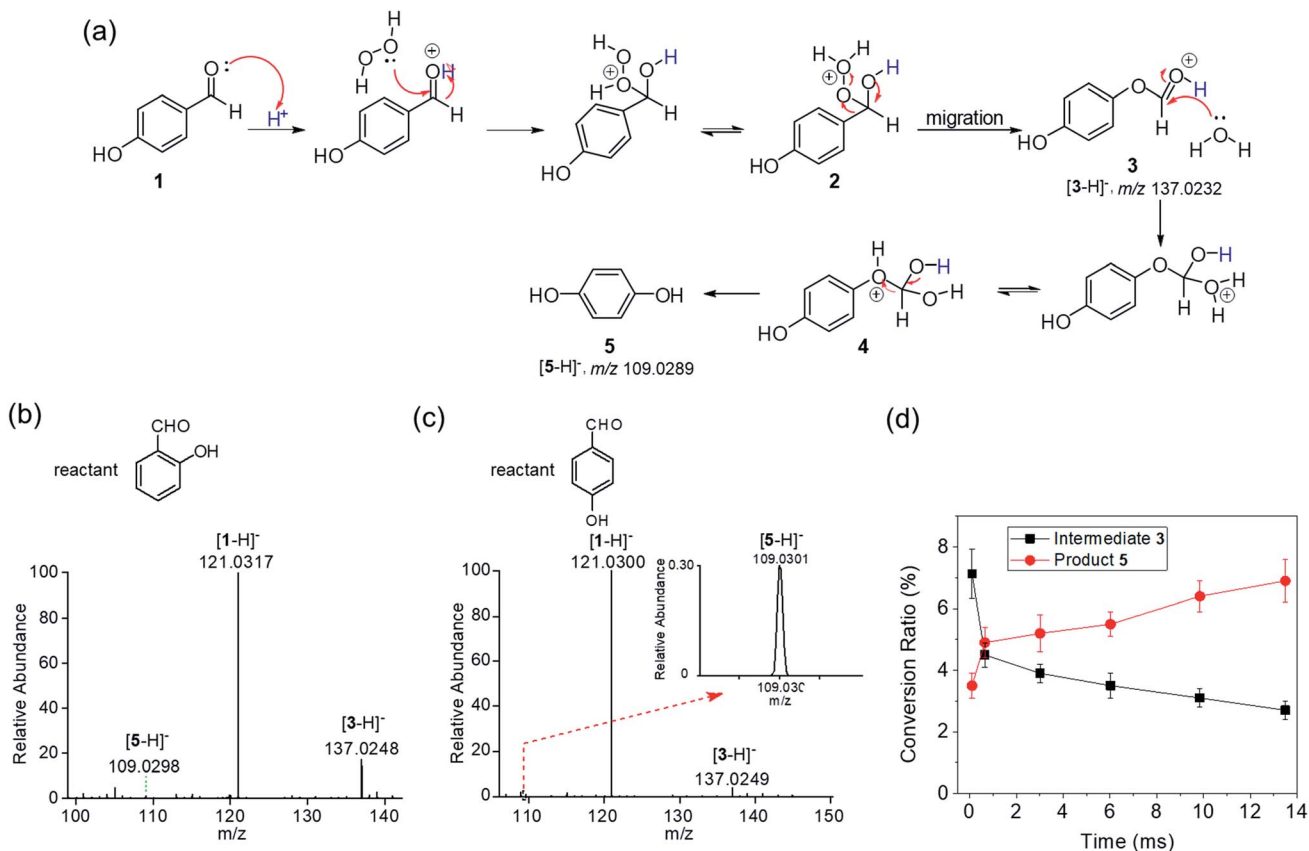 (a)
H
O
O
H
O
:
H
H+
HO
1
:
⊕
O
H
H
HO
H
O
⊕
O
H
O
H
H
HO
H
O
H
⊕
O
O
H
H
HO
2
migration
O
⊕
O
H
H
HO
:
O
H
H
3
[3-H]-, m/z 137.0232
O
O
H
O
H
H
⊕
H
HO
H
O
⊕
O
H
O
H
H
HO
4
HO
OH
5
[5-H]-, m/z 109.0289
(b)
CHO
OH
reactant
[1-H]-
121.0317
[3-H]-
137.0248
[5-H]-
109.0298
Relative Abundance
100
80
60
40
20
0
100
120
130
140
m/z
(c)
CHO
OH
reactant
[1-H]-
121.0300
[5-H]-
109.0301
0.30
Relative Abundance
0
109.030
m/z
[3-H]-
137.0249
Relative Abundance
100
80
60
40
20
0
110
120
130
140
150
m/z
(d)
Intermediate 3
Product 5
Conversion Ratio (%)
8
6
4
2
0
2
4
6
8
10
12
14
Time (ms)